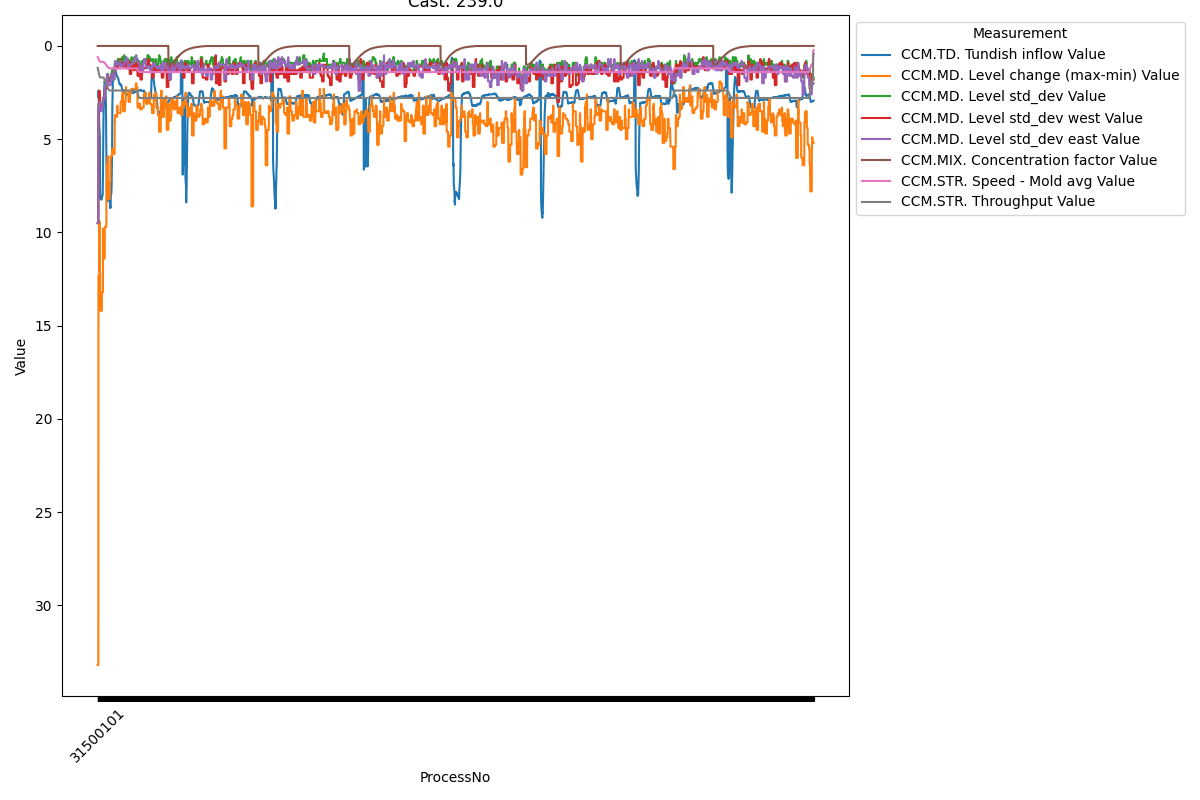 Cast: 239.0
Measurement
CCM.TD. Tundish inflow Value
CCM.MD. Level change (max-min) Value
CCM.MD. Level std_dev Value
CCM.MD. Level std_dev west Value
CCM.MD. Level std_dev east Value
CCM.MIX. Concentration factor Value
CCM.STR. Speed - Mold avg Value
CCM.STR. Throughput Value
Value
0
5
10
15
20
25
30
31500101
ProcessNo